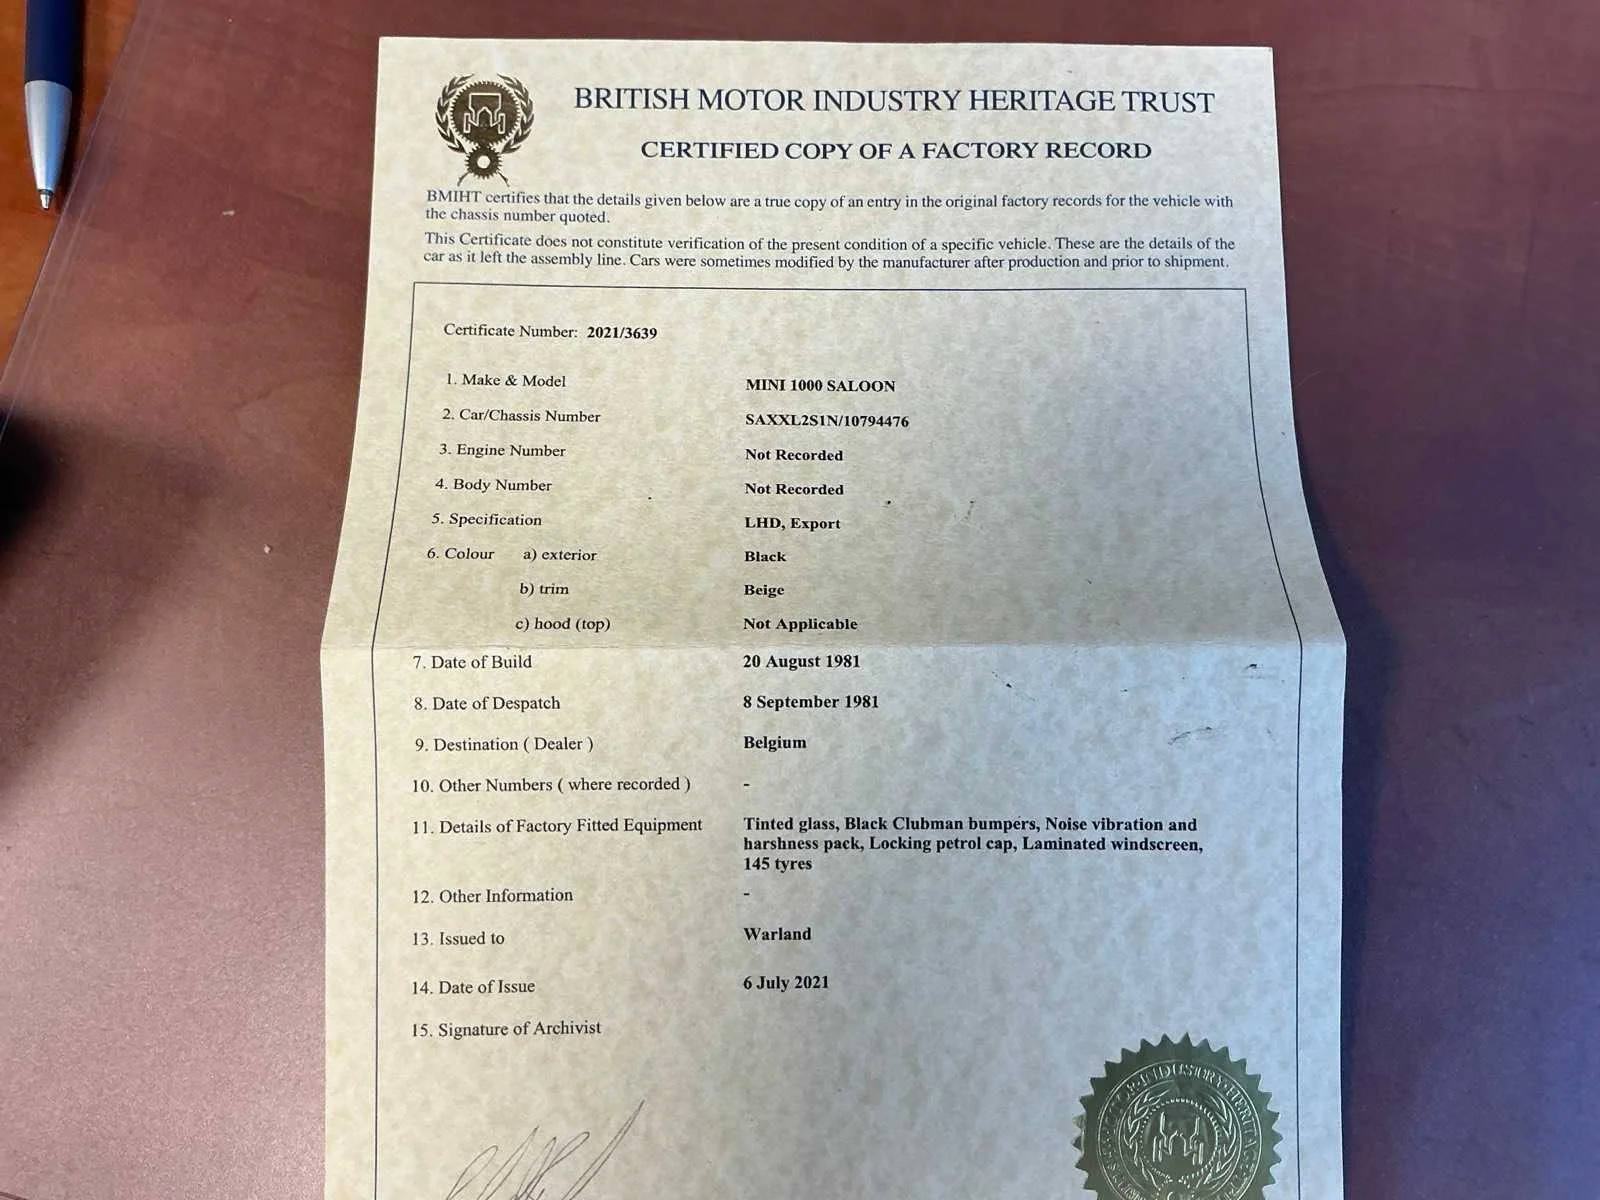 BRITISH MOTOR INDUSTRY HERITAGE TRUST
CERTIFIED COPY OF A FACTORY RECORD
BMIHT certifies that the details given below are a true copy of an entry in the original factory records for the vehicle with
the chassis number quoted.
This Certificate does not constitute verification of the present condition of a specific vehicle. These are the details of the
car as it left the assembly line. Cars were sometimes modified by the manufacturer after production and prior to shipment.
Certificate Number: 2021/3639
1. Make & Model MINI 1000 SALOON
2. Car/Chassis Number SAXXL2S1N/10794476
3. Engine Number Not Recorded
4. Body Number Not Recorded
5. Specification LHD, Export
6. Colour a) exterior Black
b) trim Beige
c) hood (top) Not Applicable
7. Date of Build 20 August 1981
8. Date of Despatch 8 September 1981
9. Destination ( Dealer ) Belgium
10. Other Numbers ( where recorded ) -
11. Details of Factory Fitted Equipment Tinted glass, Black Clubman bumpers, Noise vibration and
harshness pack, Locking petrol cap, Laminated windscreen,
145 tyres
12. Other Information -
13. Issued to Warland
14. Date of Issue 6 July 2021
15. Signature of Archivist
INDUSTRY HERITA